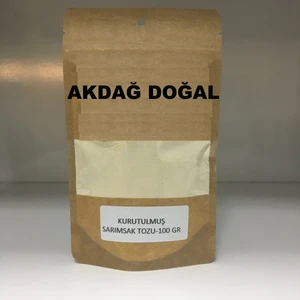 AKDAĞ DOĞAL
KURUTULMUŞ
SARIMSAK TOZU-100 GR